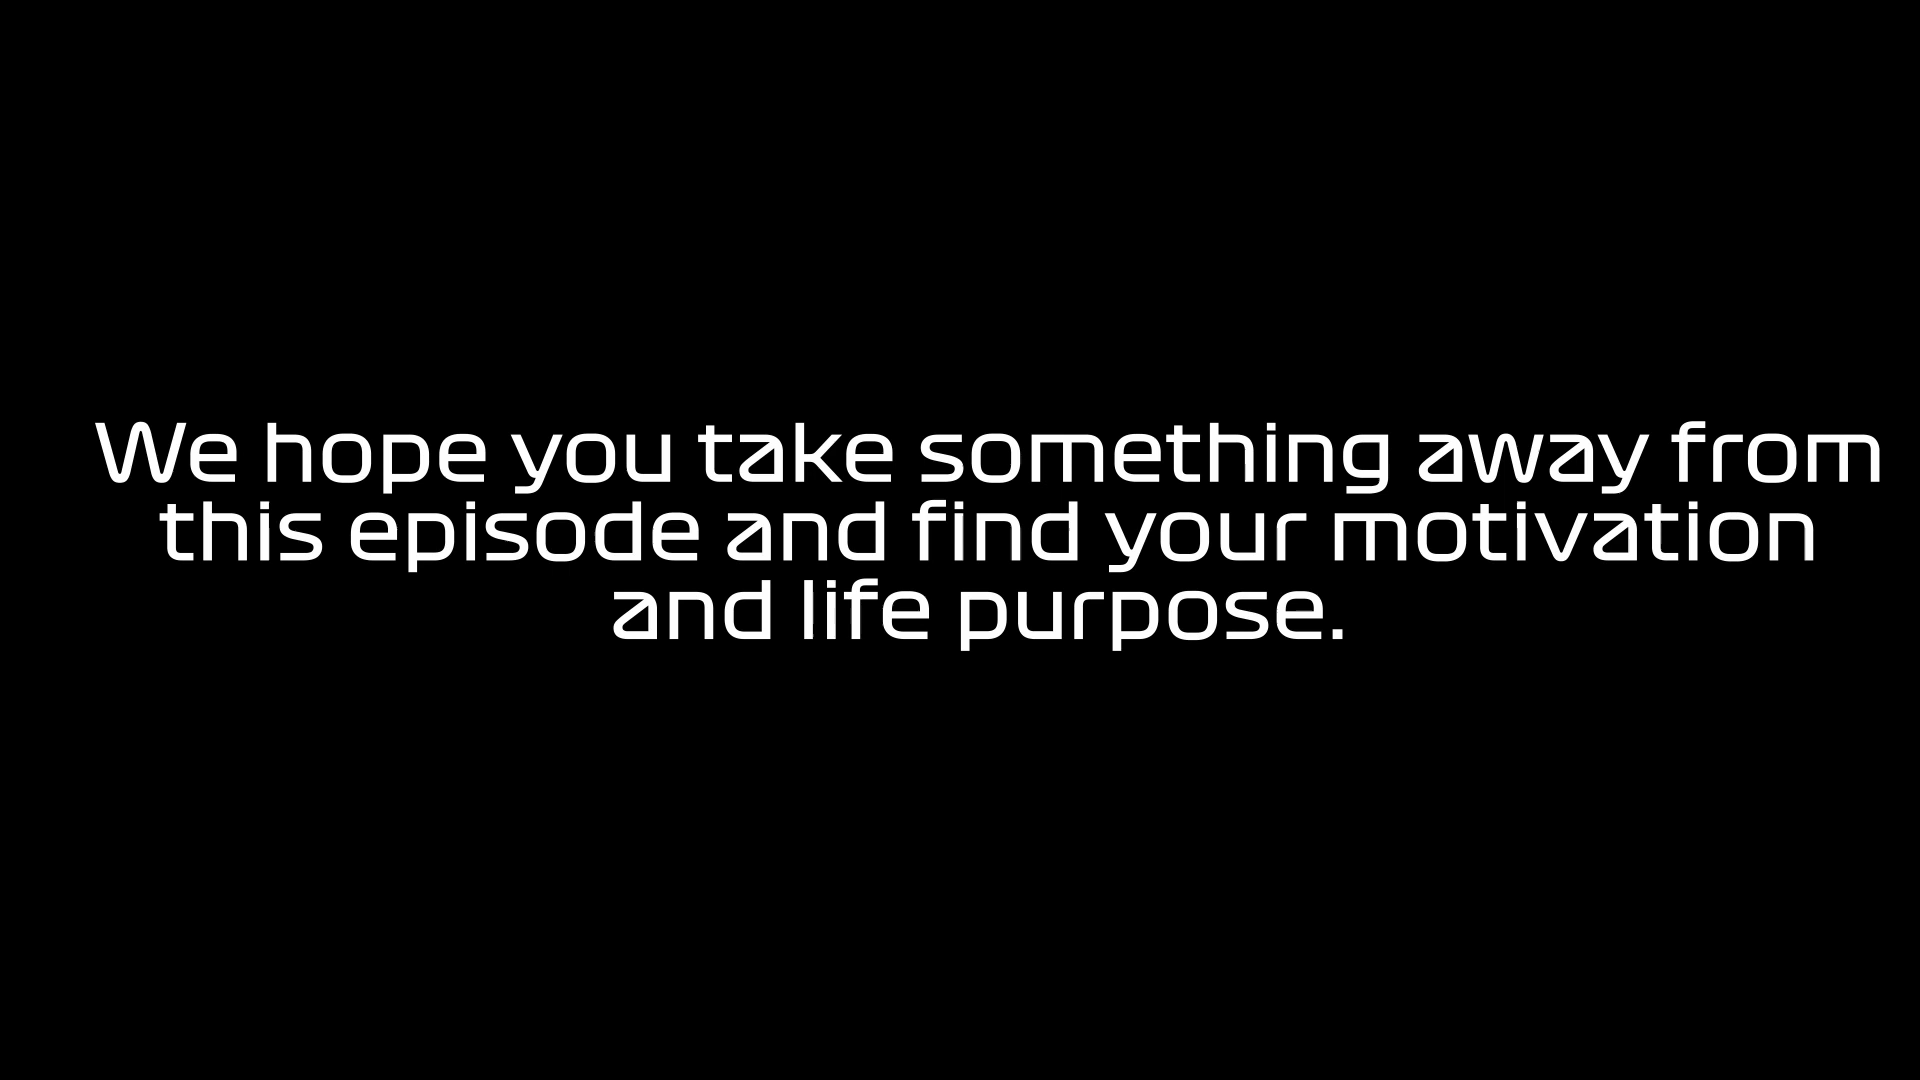 We hope you take something away from
this episode and find your motivation
and life purpose.